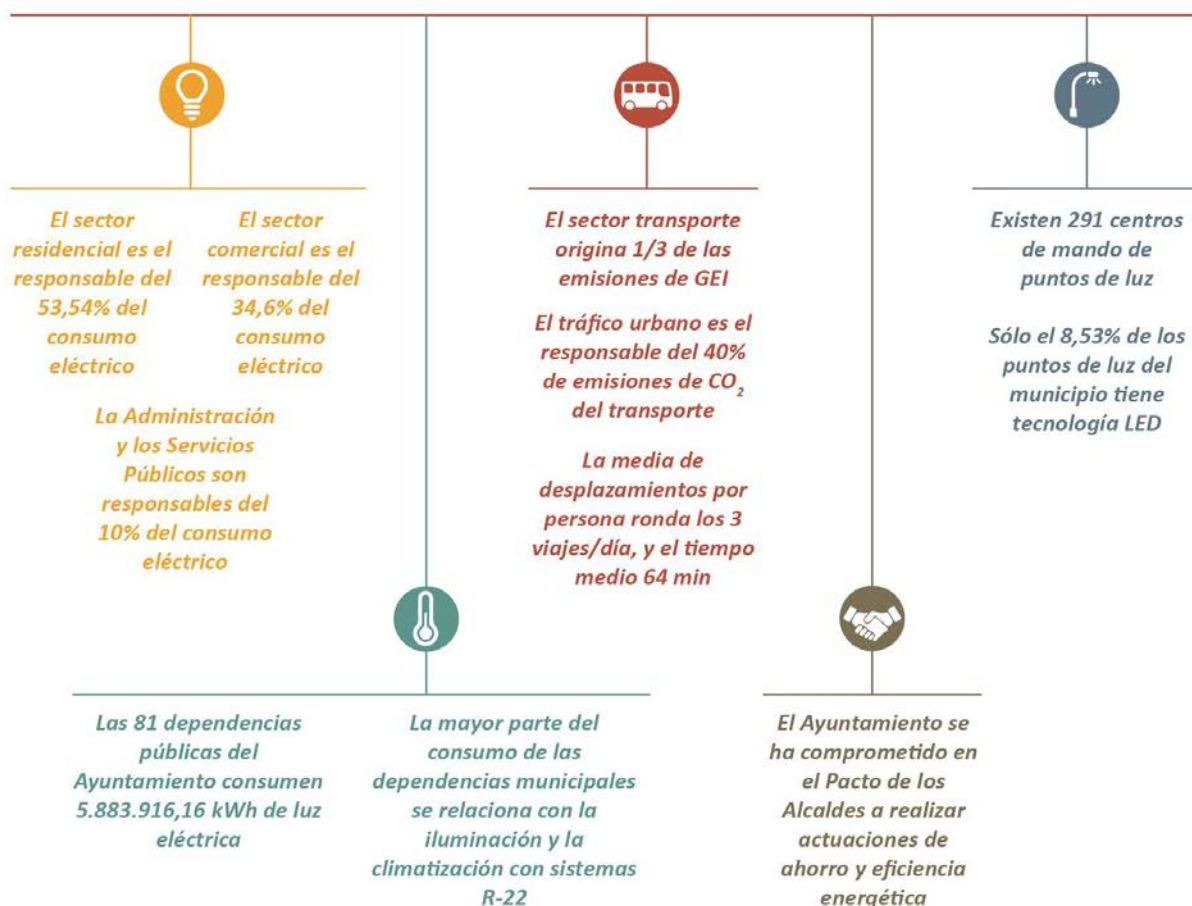 El sector
residencial es el
responsable del
53,54% del
consumo
eléctrico
El sector
comercial es el
responsable del
34,6% del
consumo
eléctrico
La Administración
y los Servicios
Públicos son
responsables del
10% del consumo
eléctrico
El sector transporte
origina 1/3 de las
emisiones de GEI
El tráfico urbano es el
responsable del 40%
de emisiones de CO₂
del transporte
La media de
desplazamientos por
persona ronda los 3
viajes/día, y el tiempo
medio 64 min
Existen 291 centros
de mando de
puntos de luz
Sólo el 8,53% de los
puntos de luz del
municipio tiene
tecnología LED
Las 81 dependencias
públicas del
Ayuntamiento consumen
5.883.916,16 kWh de luz
eléctrica
La mayor parte del
consumo de las
dependencias municipales
se relaciona con la
iluminación y la
climatización con sistemas
R-22
El Ayuntamiento se
ha comprometido en
el Pacto de los
Alcaldes a realizar
actuaciones de
ahorro y eficiencia
energética